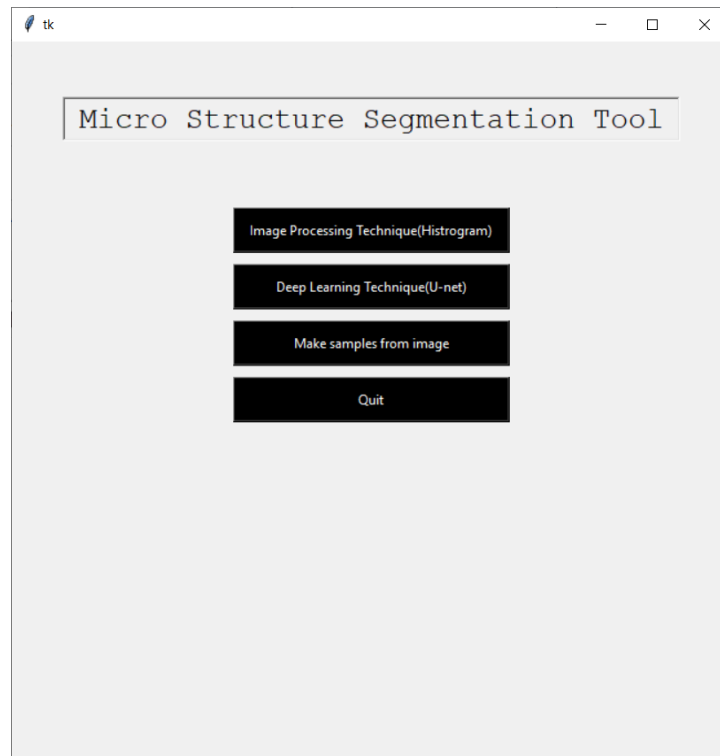 tk
Micro Structure Segmentation Tool
Image Processing Technique(Histrogram)
Deep Learning Technique(U-net)
Make samples from image
Quit